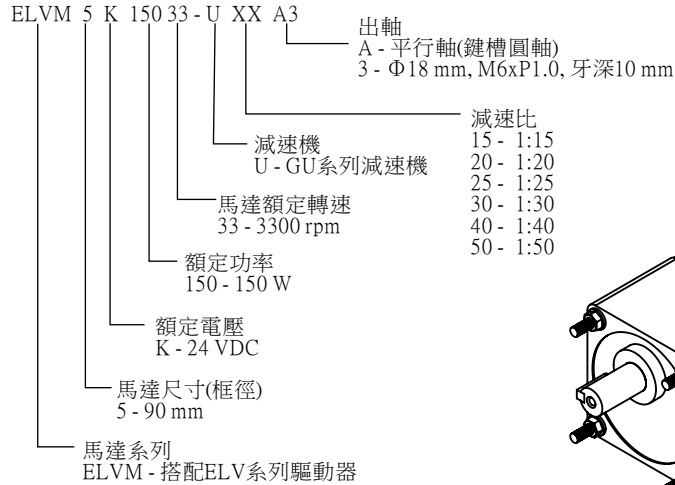 ELVM 5 K 150 33 - U XX A3
出軸
A - 平行軸(鍵槽圓軸)
3 - Φ18 mm, M6xP1.0, 牙深10 mm
減速比
15 - 1:15
20 - 1:20
25 - 1:25
30 - 1:30
40 - 1:40
50 - 1:50
減速機
U - GU系列減速機
馬達額定轉速
33 - 3300 rpm
額定功率
150 - 150 W
額定電壓
K - 24 VDC
馬達尺寸(框徑)
5 - 90 mm
馬達系列
ELVM - 搭配ELV系列驅動器